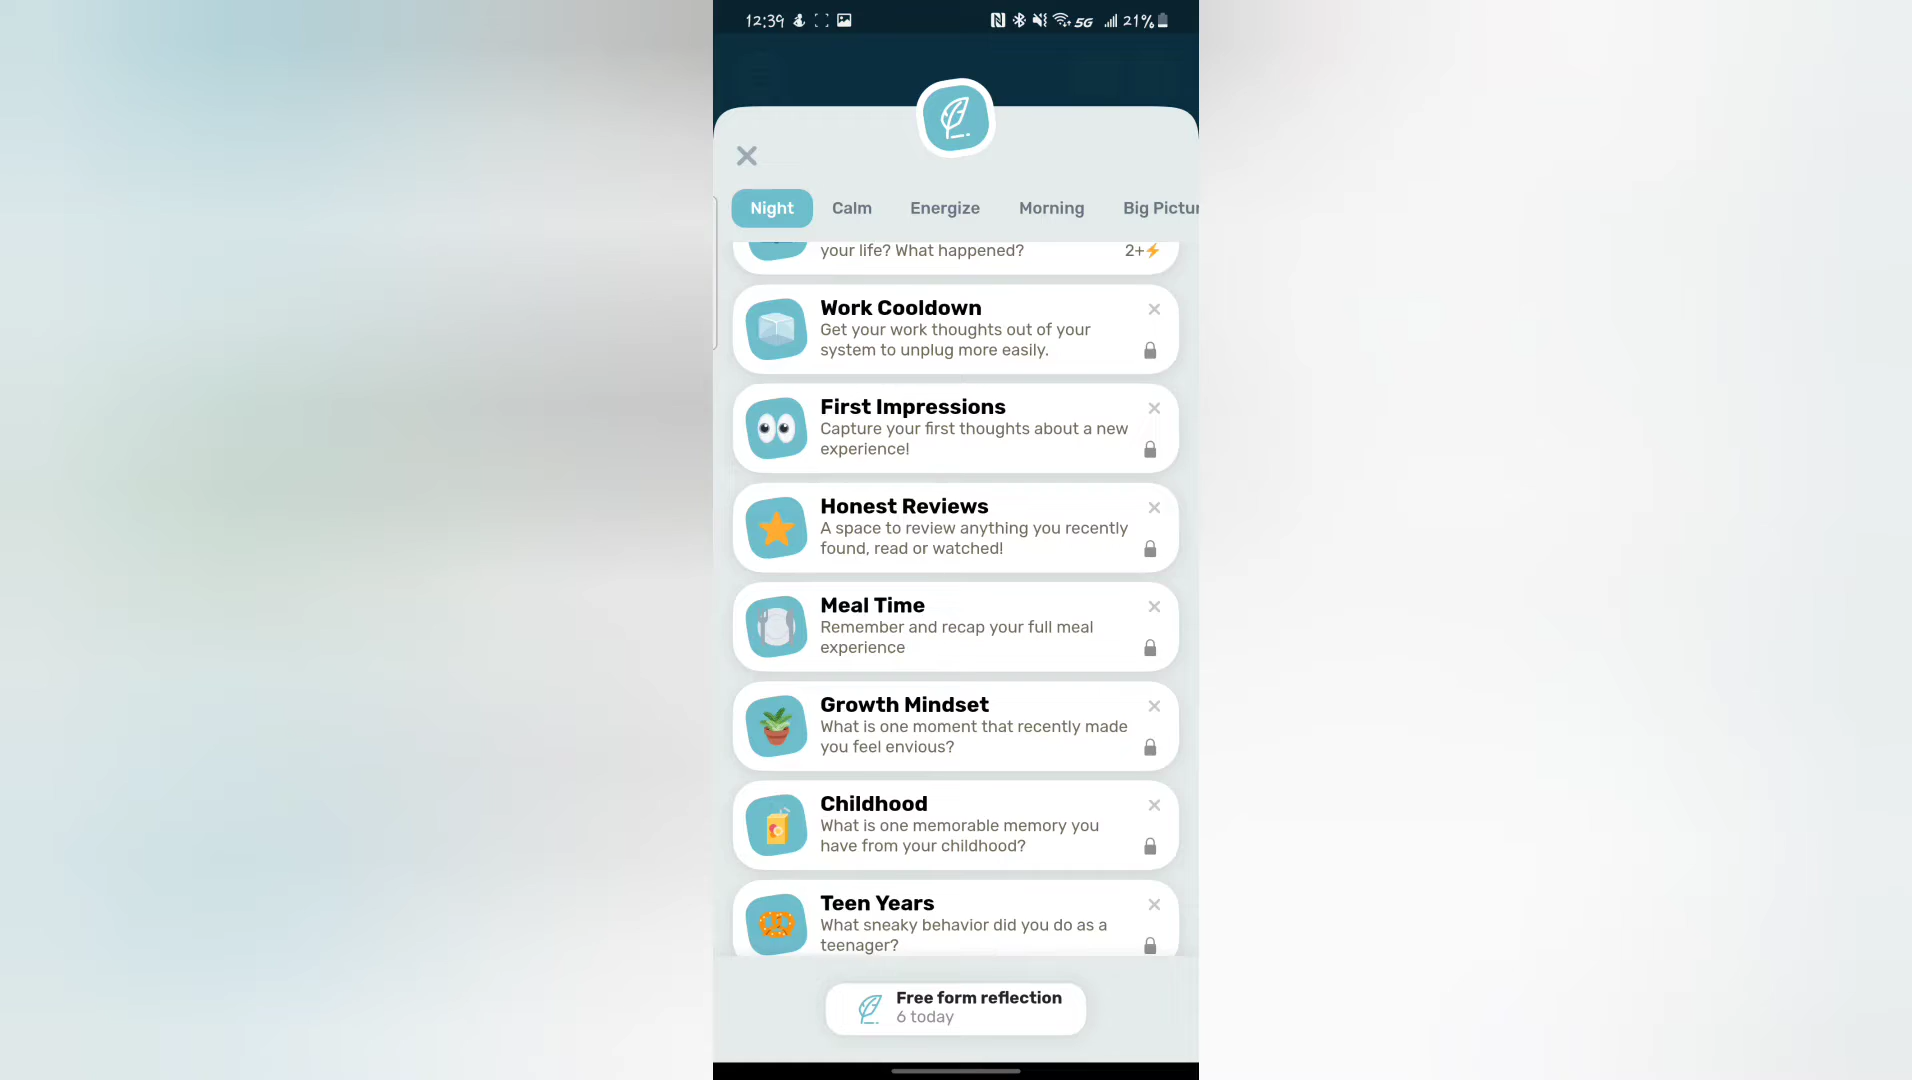 12:39
5G
21%
Night
Calm
Energize
Morning
Big Pictur
your life? What happened?
2+
Work Cooldown
Get your work thoughts out of your
system to unplug more easily.
First Impressions
Capture your first thoughts about a new
experience!
Honest Reviews
A space to review anything you recently
found, read or watched!
Meal Time
Remember and recap your full meal
experience
Growth Mindset
What is one moment that recently made
you feel envious?
Childhood
What is one memorable memory you
have from your childhood?
Teen Years
What sneaky behavior did you do as a
teenager?
Free form reflection
6 today